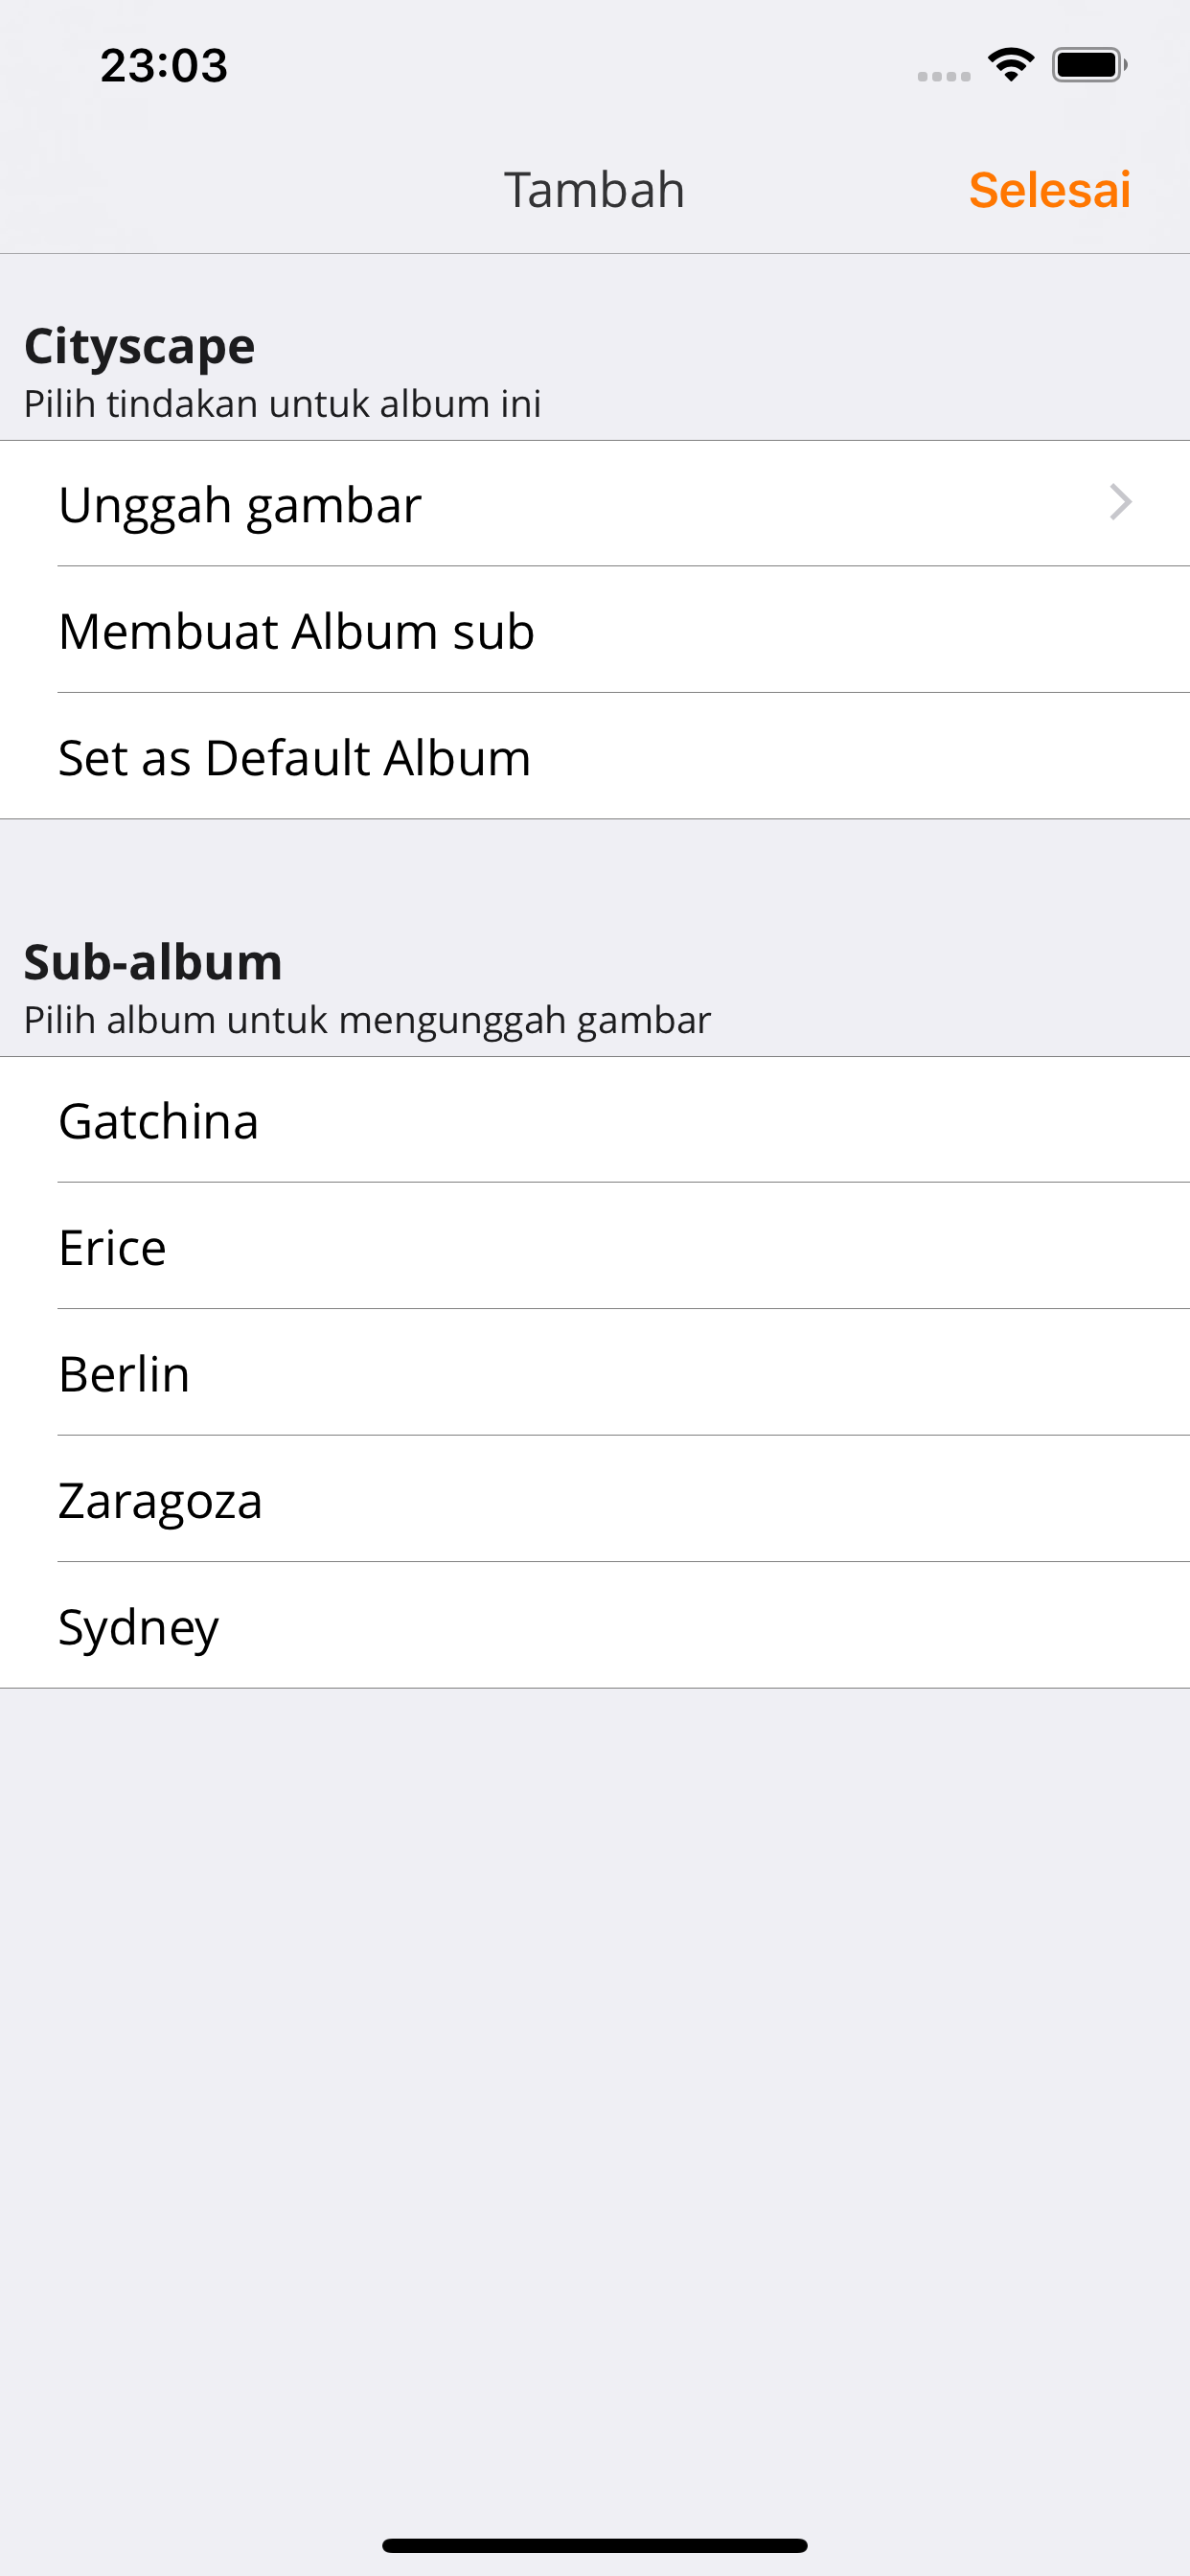 23:03
Tambah
Selesai
Cityscape
Pilih tindakan untuk album ini
Unggah gambar
Membuat Album sub
Set as Default Album
Sub-album
Pilih album untuk mengunggah gambar
Gatchina
Erice
Berlin
Zaragoza
Sydney